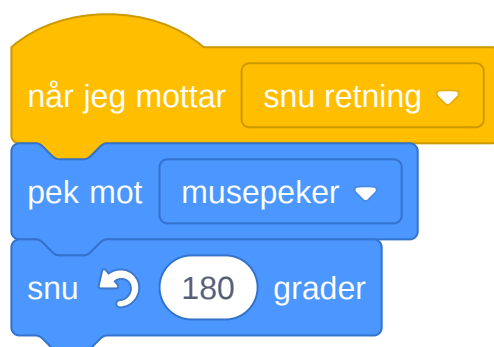 når jeg mottar snu retning
pek mot musepeker
snu 180 grader